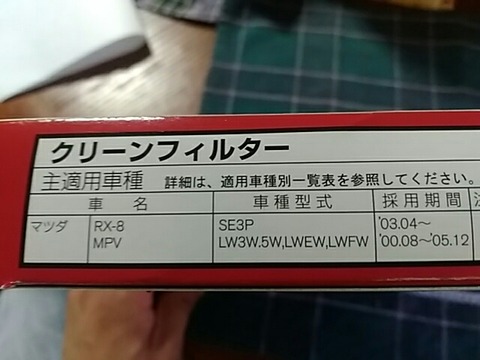 クリーンフィルター
主適用車種 詳細は、適用車種別一覧表を参照してください。
車名 車種型式 採用期間
マツダ RX-8 SE3P '03.04～
MPV LW3W.5W,LWEW,LWFW '00.08～'05.12